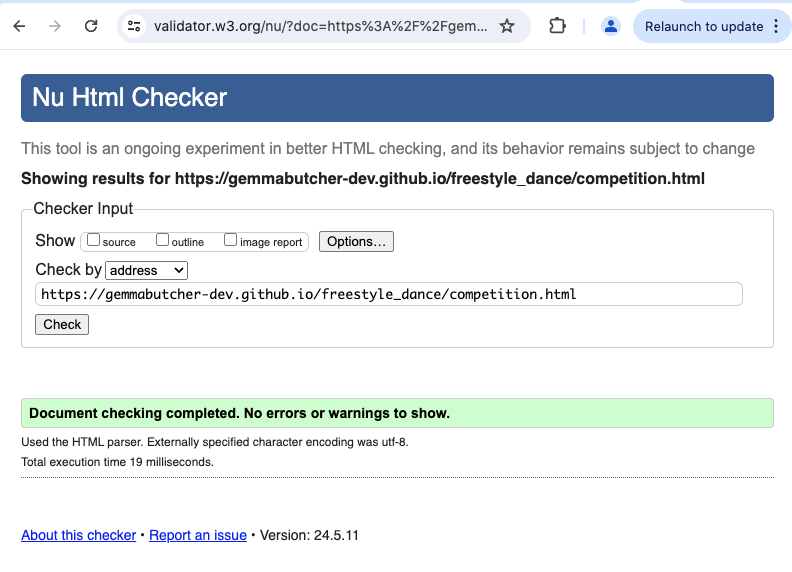 validator.w3.org/nu/?doc=https%3A%2F%2Fgem...
Relaunch to update
Nu Html Checker
This tool is an ongoing experiment in better HTML checking, and its behavior remains subject to change
Showing results for https://gemmabutcher-dev.github.io/freestyle_dance/competition.html
Checker Input
Show source outline image report Options...
Check by address
https://gemmabutcher-dev.github.io/freestyle_dance/competition.html
Check
Document checking completed. No errors or warnings to show.
Used the HTML parser. Externally specified character encoding was utf-8.
Total execution time 19 milliseconds.
About this checker • Report an issue • Version: 24.5.11